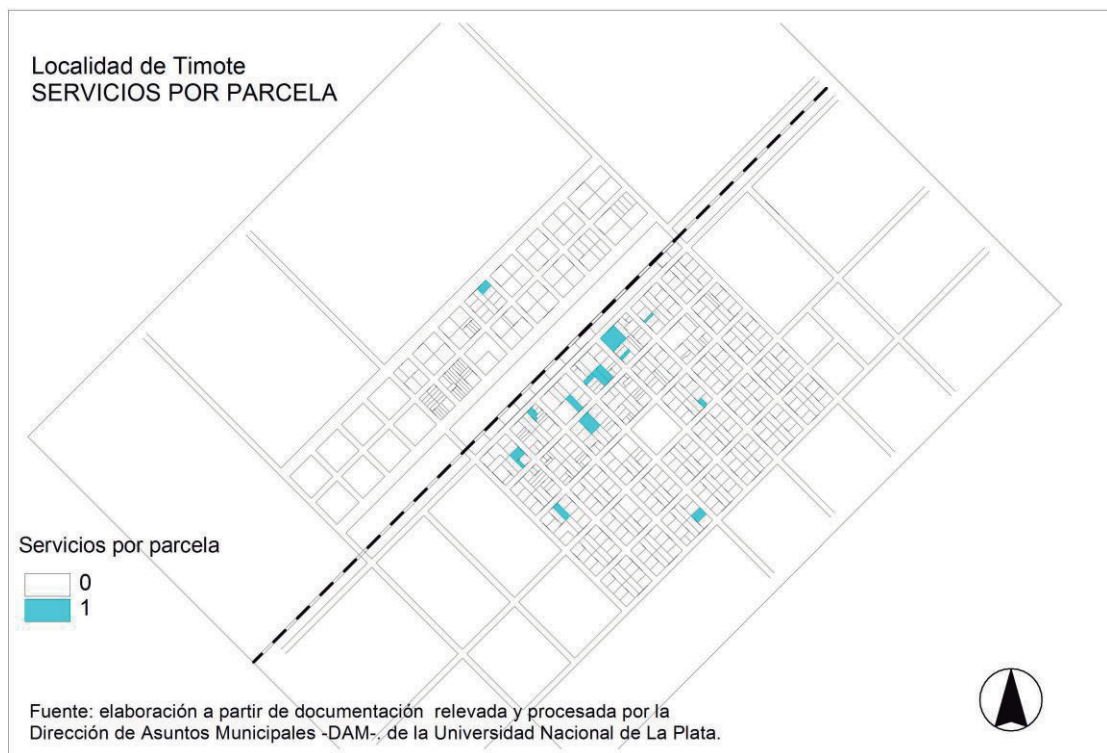 Localidad de Timote
SERVICIOS POR PARCELA
Servicios por parcela
0
1
Fuente: elaboración a partir de documentación relevada y procesada por la
Dirección de Asuntos Municipales -DAM-. de la Universidad Nacional de La Plata.